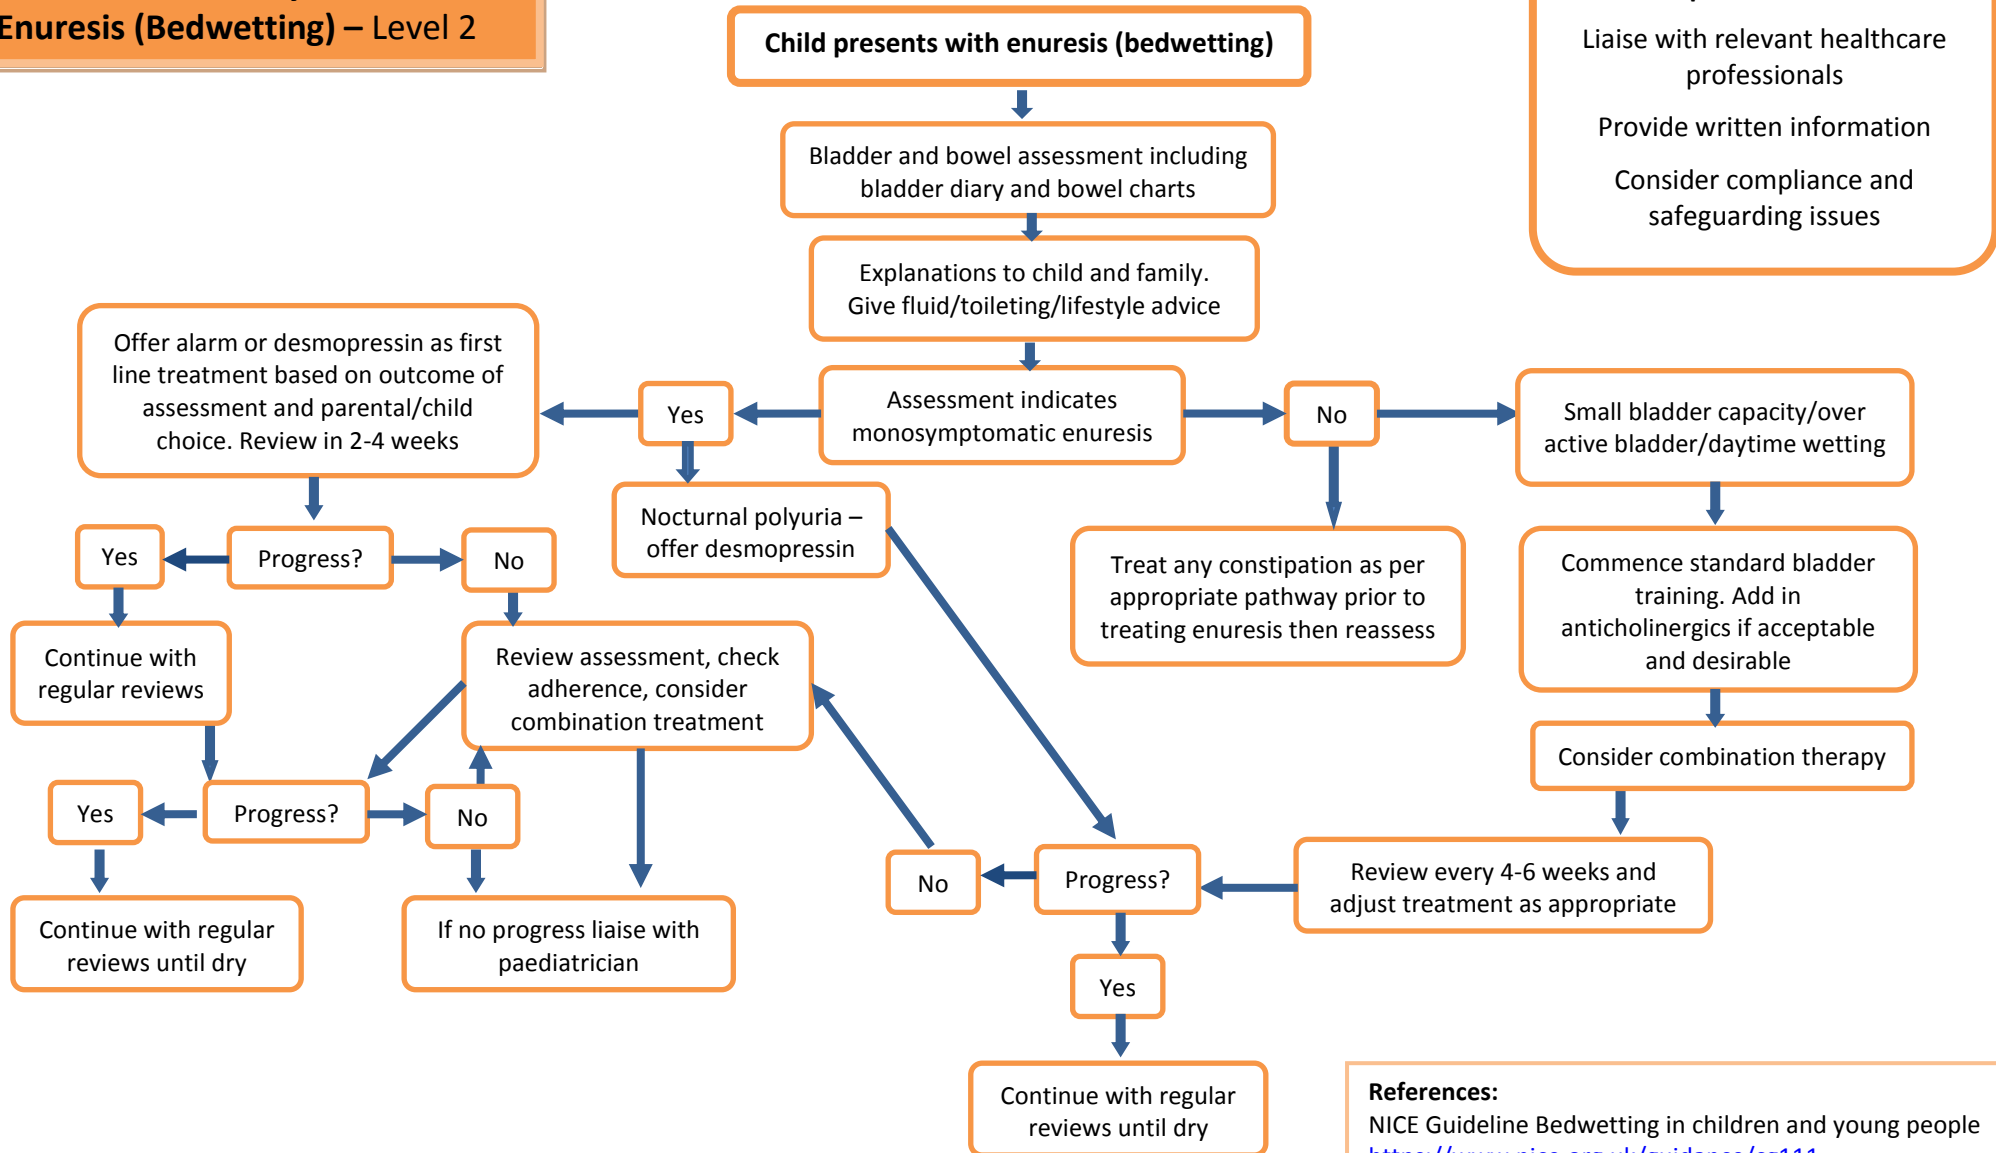 Enuresis (Bedwetting) – Level 2
Child presents with enuresis (bedwetting)
Liaise with relevant healthcare
professionals
Provide written information
Consider compliance and
safeguarding issues
Bladder and bowel assessment including
bladder diary and bowel charts
Explanations to child and family.
Give fluid/toileting/lifestyle advice
Offer alarm or desmopressin as first
line treatment based on outcome of
assessment and parental/child
choice. Review in 2-4 weeks
Yes
Assessment indicates
monosymptomatic enuresis
No
Small bladder capacity/over
active bladder/daytime wetting
Nocturnal polyuria –
offer desmopressin
Yes
Progress?
No
Treat any constipation as per
appropriate pathway prior to
treating enuresis then reassess
Commence standard bladder
training. Add in
anticholinergics if acceptable
and desirable
Continue with
regular reviews
Review assessment, check
adherence, consider
combination treatment
Consider combination therapy
Yes
Progress?
No
No
Progress?
Review every 4-6 weeks and
adjust treatment as appropriate
Continue with regular
reviews until dry
If no progress liaise with
paediatrician
Yes
Continue with regular
reviews until dry
References:
NICE Guideline Bedwetting in children and young people
https://www.nice.org.uk/guidance/cg111